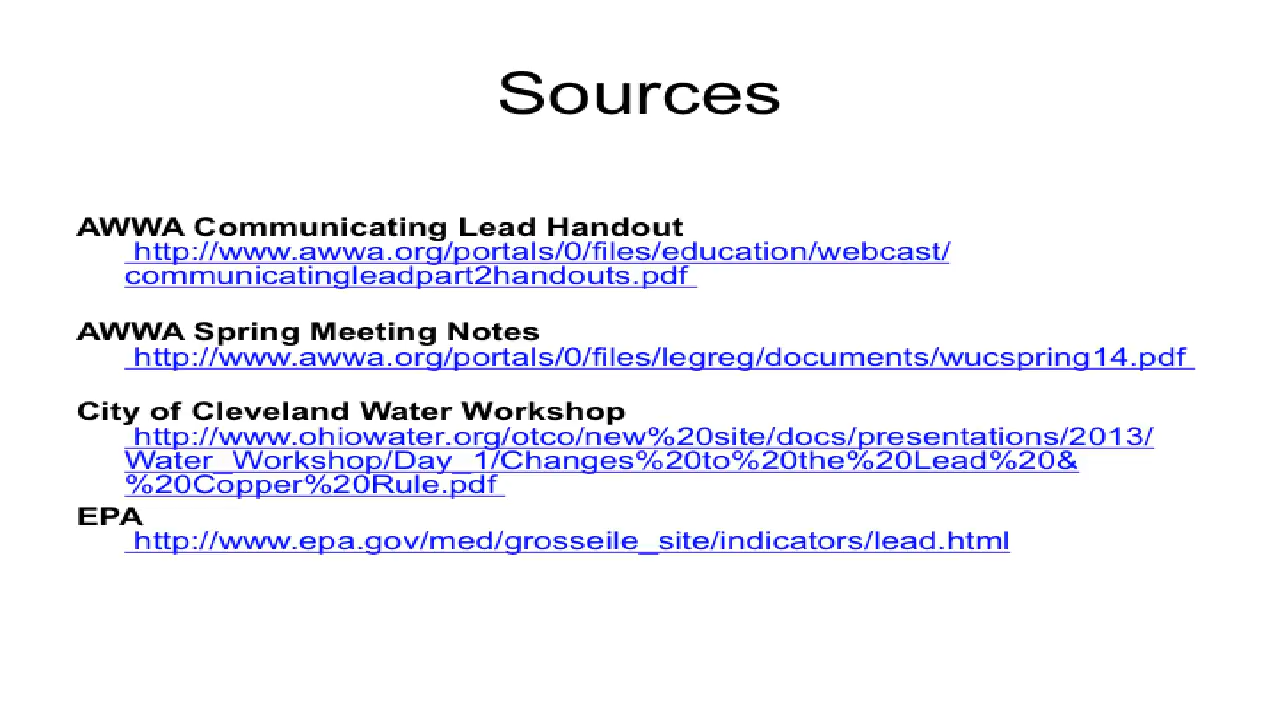 Sources
AWWA Communicating Lead Handout
http://www.awwa.org/portals/0/files/education/webcast/
communicatingleadpart2handouts.pdf
AWWA Spring Meeting Notes
http://www.awwa.org/portals/0/files/legreg/documents/wucspring14.pdf
City of Cleveland Water Workshop
http://www.ohiowater.org/otco/new%20site/docs/presentations/2013/
Water_Workshop/Day_1/Changes%20to%20the%20Lead%20&
%20Copper%20Rule.pdf
EPA
http://www.epa.gov/med/grosseile_site/indicators/lead.html